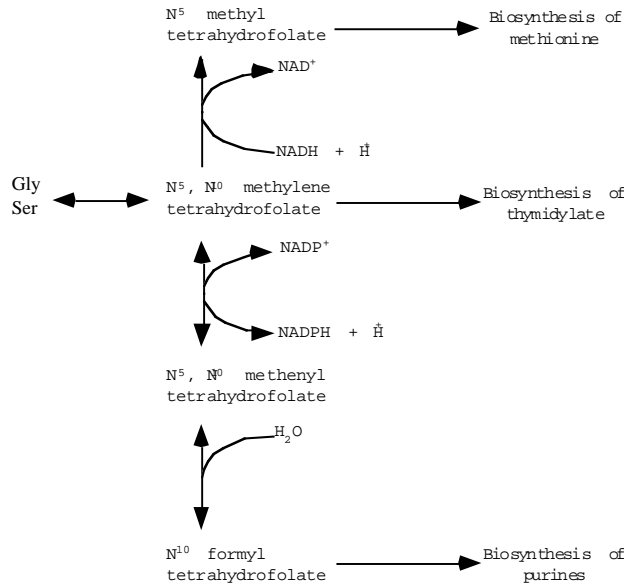 N⁵ methyl
tetrahydrofolate
Biosynthesis of
methionine
NAD⁺
NADH + H⁺
Gly
Ser
N⁵, N¹⁰ methylene
tetrahydrofolate
Biosynthesis of
thymidylate
NADP⁺
NADPH + H⁺
N⁵, N¹⁰ methenyl
tetrahydrofolate
H₂O
N¹⁰ formyl
tetrahydrofolate
Biosynthesis of
purines